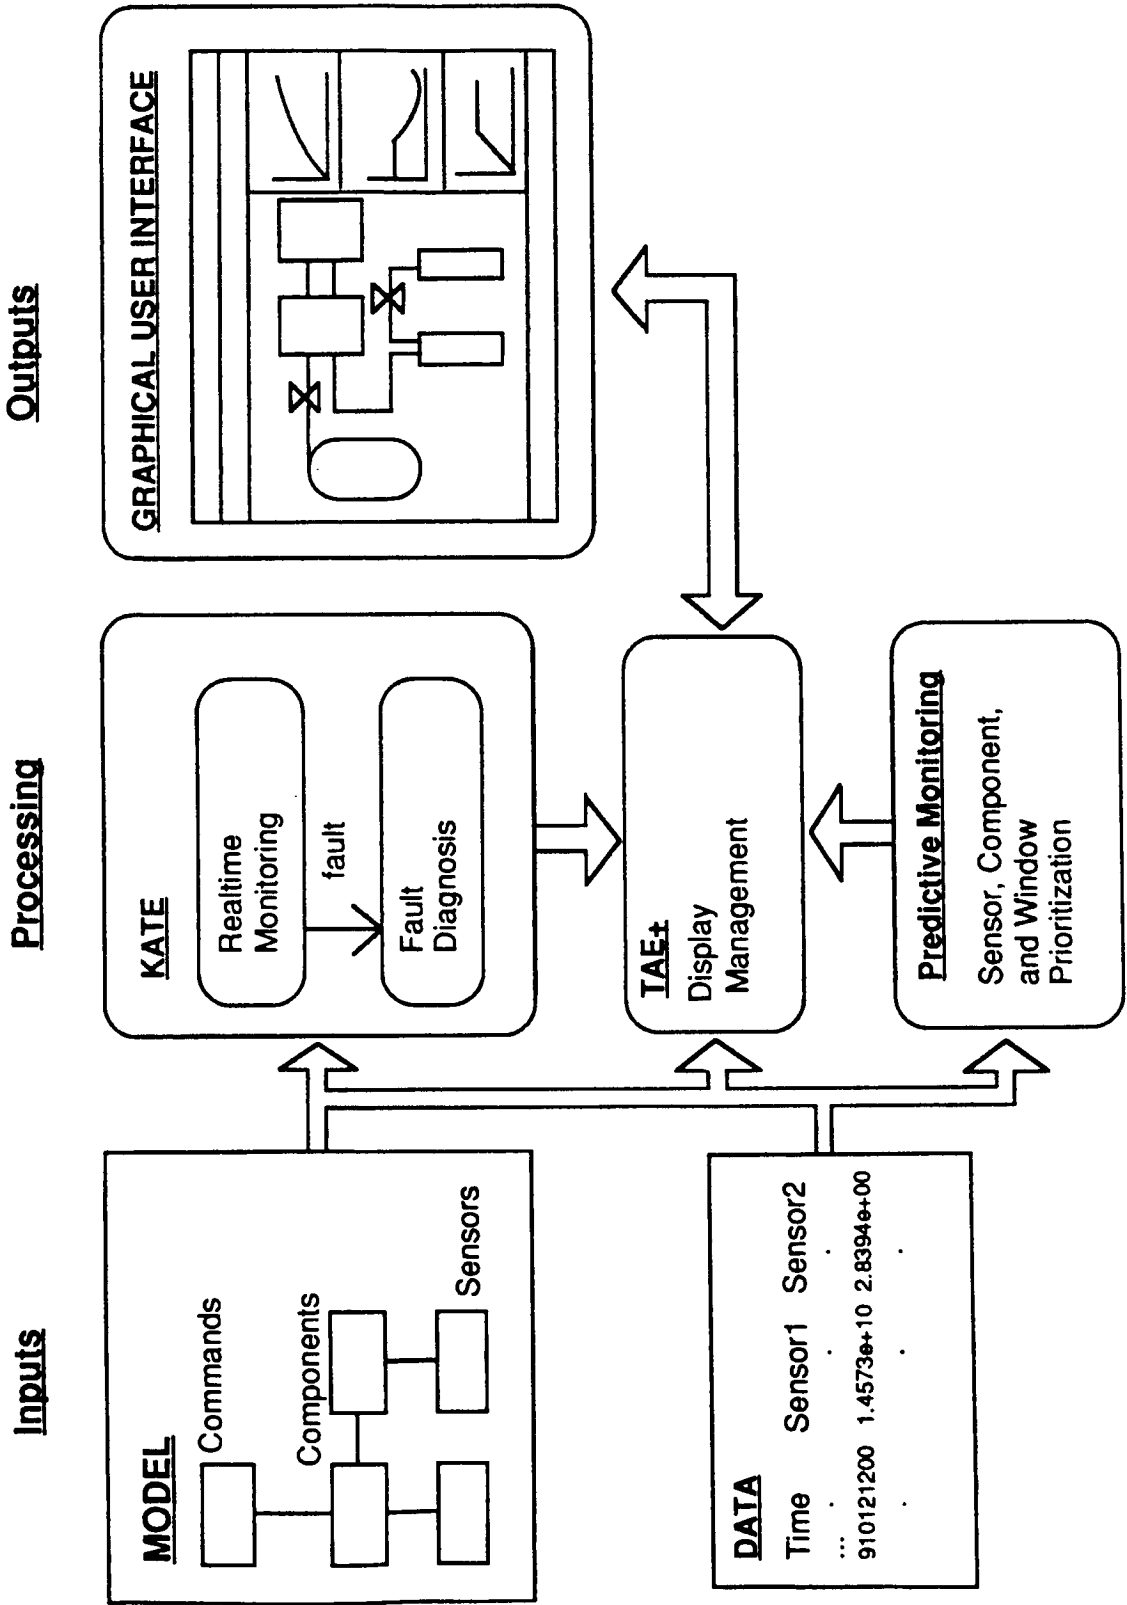 Inputs
Processing
Outputs
MODEL
Commands
Components
Sensors
DATA
Time Sensor1 Sensor2
... . .
910121200 1.4573e+10 2.8394e+00
. . .
KATE
Realtime
Monitoring
fault
Fault
Diagnosis
TAE+
Display
Management
Predictive Monitoring
Sensor, Component,
and Window
Prioritization
GRAPHICAL USER INTERFACE